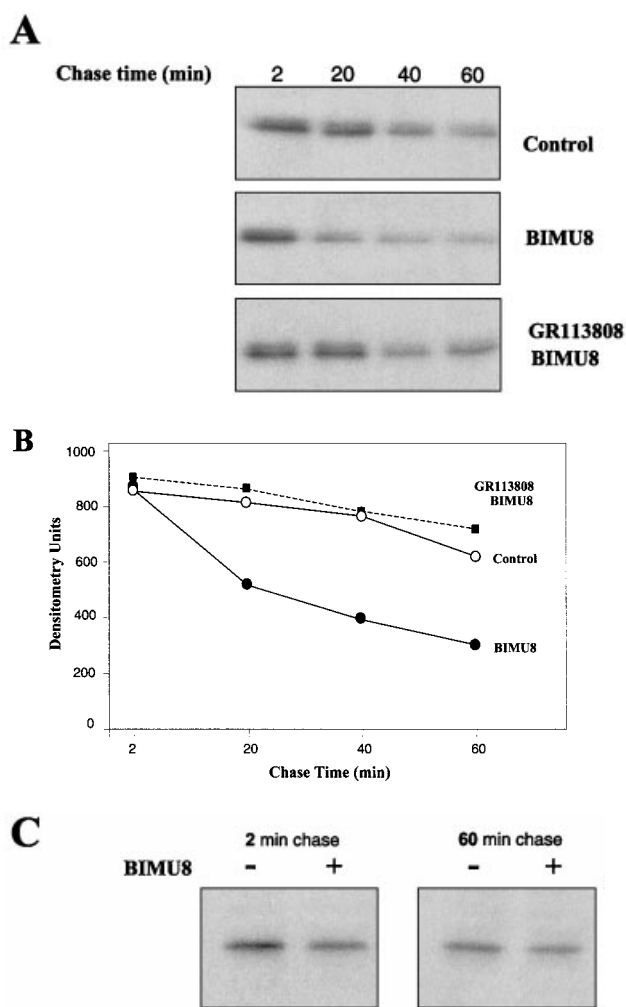 A
Chase time (min) 2 20 40 60
Control
BIMU8
GR113808
BIMU8
B
1000
800
600
400
200
0
Densitometry Units
GR113808
BIMU8
Control
BIMU8
2 20 40 60
Chase Time (min)
C
2 min chase 60 min chase
BIMU8 - + - +